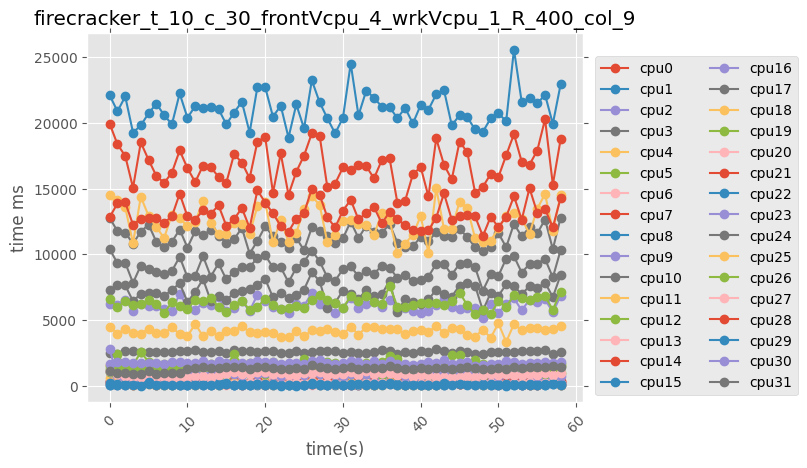 firecracker_t_10_c_30_frontVcpu_4_wrkVcpu_1_R_400_col_9
time ms
25000
20000
15000
10000
5000
0
0
10
20
30
40
50
60
time(s)
cpu0
cpu1
cpu2
cpu3
cpu4
cpu5
cpu6
cpu7
cpu8
cpu9
cpu10
cpu11
cpu12
cpu13
cpu14
cpu15
cpu16
cpu17
cpu18
cpu19
cpu20
cpu21
cpu22
cpu23
cpu24
cpu25
cpu26
cpu27
cpu28
cpu29
cpu30
cpu31